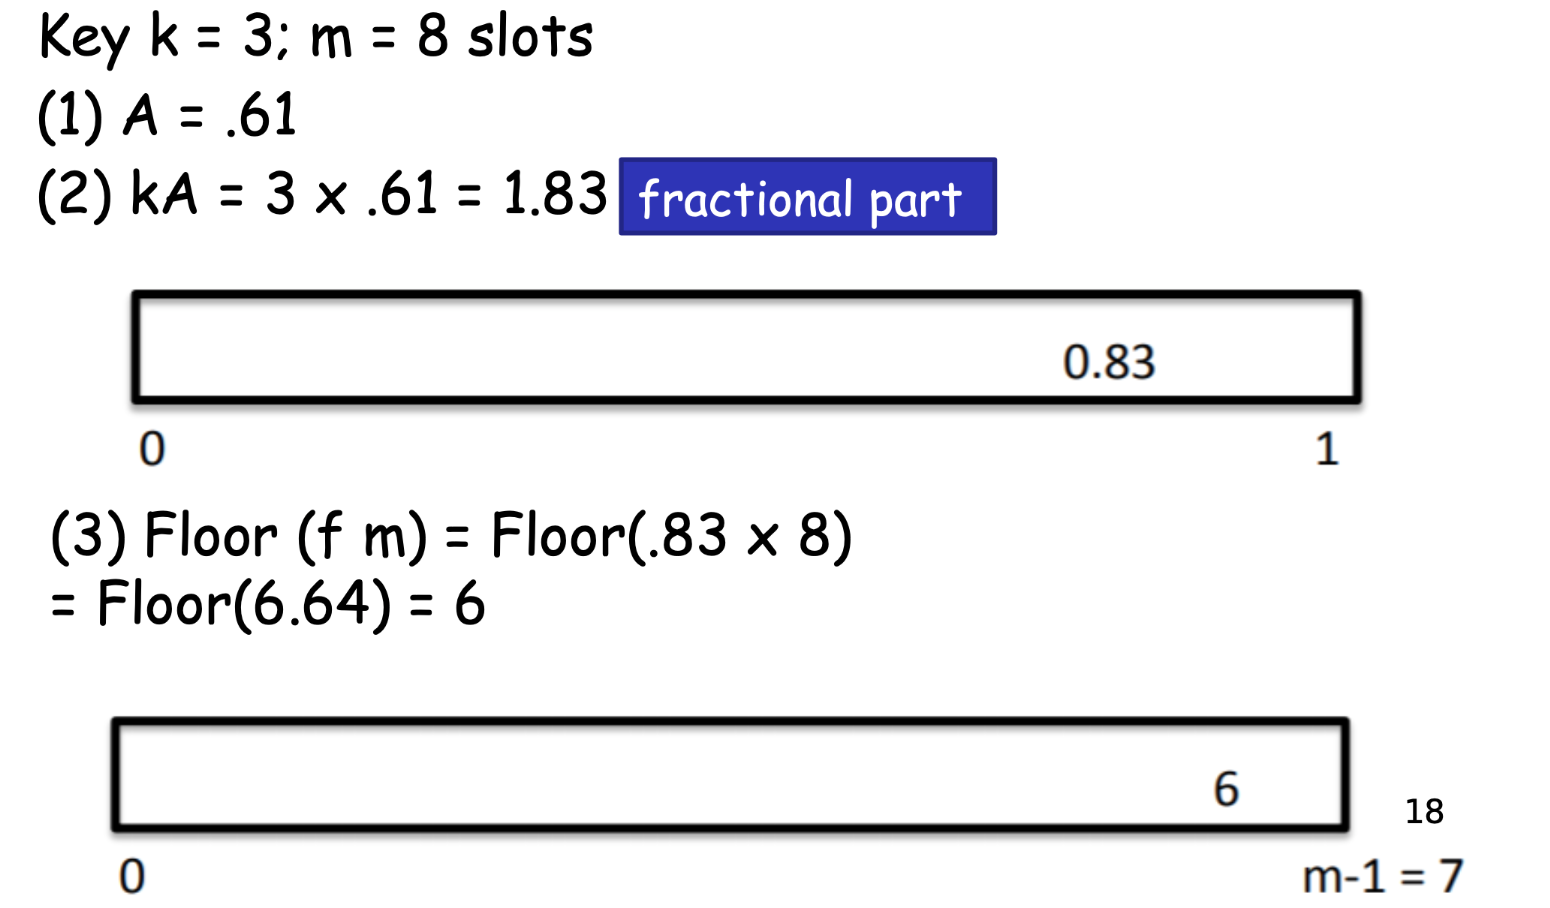 Key k = 3; m = 8 slots
(1) A = .61
(2) kA = 3 x .61 = 1.83 fractional part
0.83
0 1
(3) Floor (f m) = Floor(.83 x 8)
= Floor(6.64) = 6
6
18
0 m-1 = 7